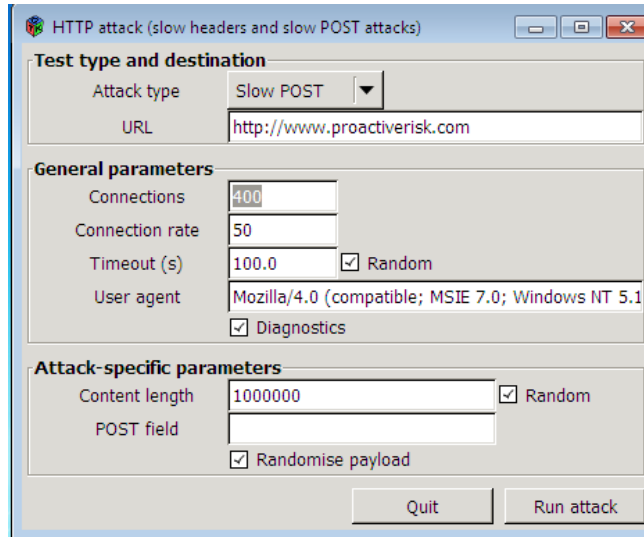 HTTP attack (slow headers and slow POST attacks)
Test type and destination
Attack type Slow POST
URL http://www.proactiverisk.com
General parameters
Connections 400
Connection rate 50
Timeout (s) 100.0 Random
User agent Mozilla/4.0 (compatible; MSIE 7.0; Windows NT 5.1
Diagnostics
Attack-specific parameters
Content length 1000000 Random
POST field
Randomise payload
Quit Run attack